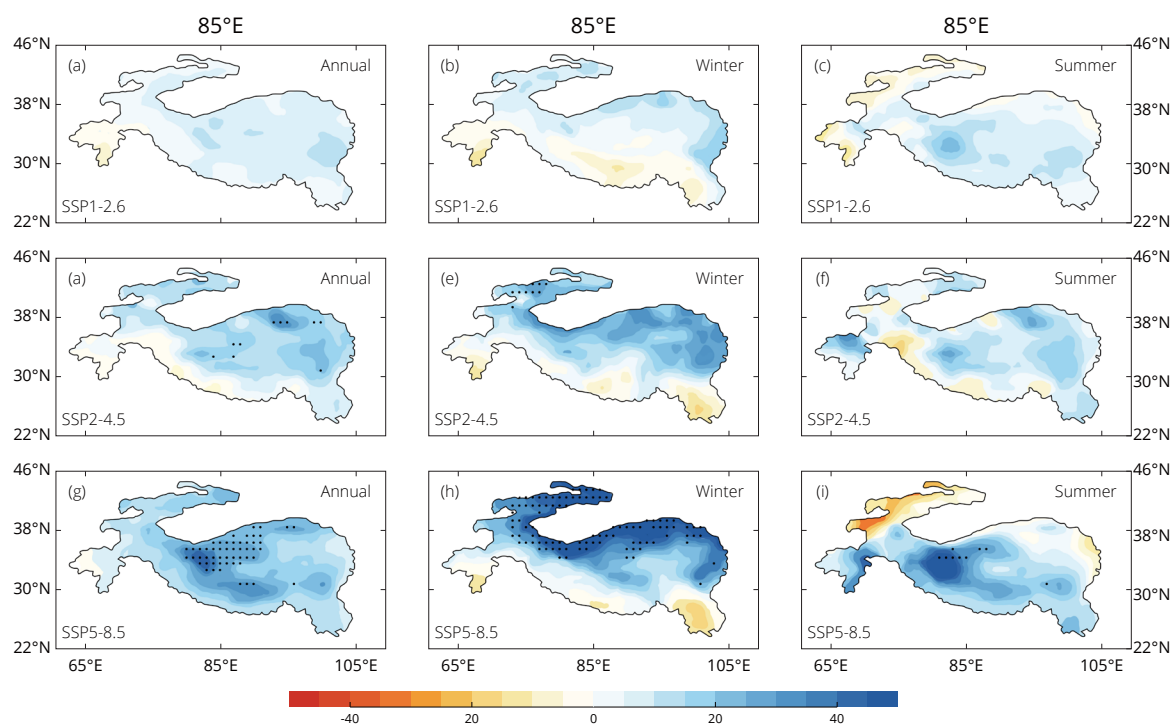 85°E 85°E 85°E
46°N (a) Annual (b) Winter (c) Summer 46°N
38°N 38°N
30°N 30°N
22°N SSP1-2.6 SSP1-2.6 SSP1-2.6 22°N
46°N (a) Annual (e) Winter (f) Summer 46°N
38°N 38°N
30°N 30°N
22°N SSP2-4.5 SSP2-4.5 SSP2-4.5 22°N
46°N (g) Annual (h) Winter (i) Summer 46°N
38°N 38°N
30°N 30°N
22°N SSP5-8.5 SSP5-8.5 SSP5-8.5 22°N
65°E 85°E 105°E 65°E 85°E 105°E 65°E 85°E 105°E
-40 20 0 20 40